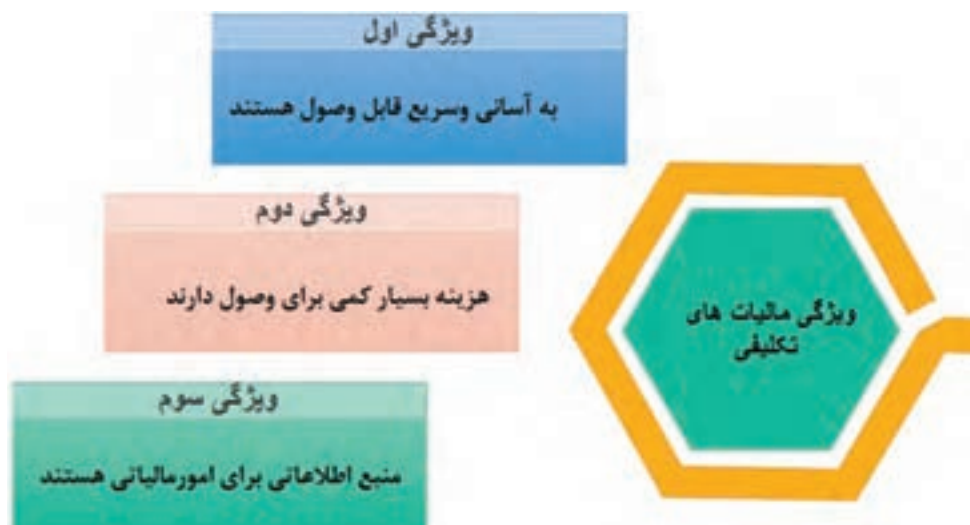 ویژگی اول
به آسانی وسریع قابل وصول هستند
ویژگی دوم
هزینه بسیار کمی برای وصول دارند
ویژگی سوم
منبع اطلاعاتی برای امورمالیاتی هستند
ویژگی مالیات های
تکلیفی